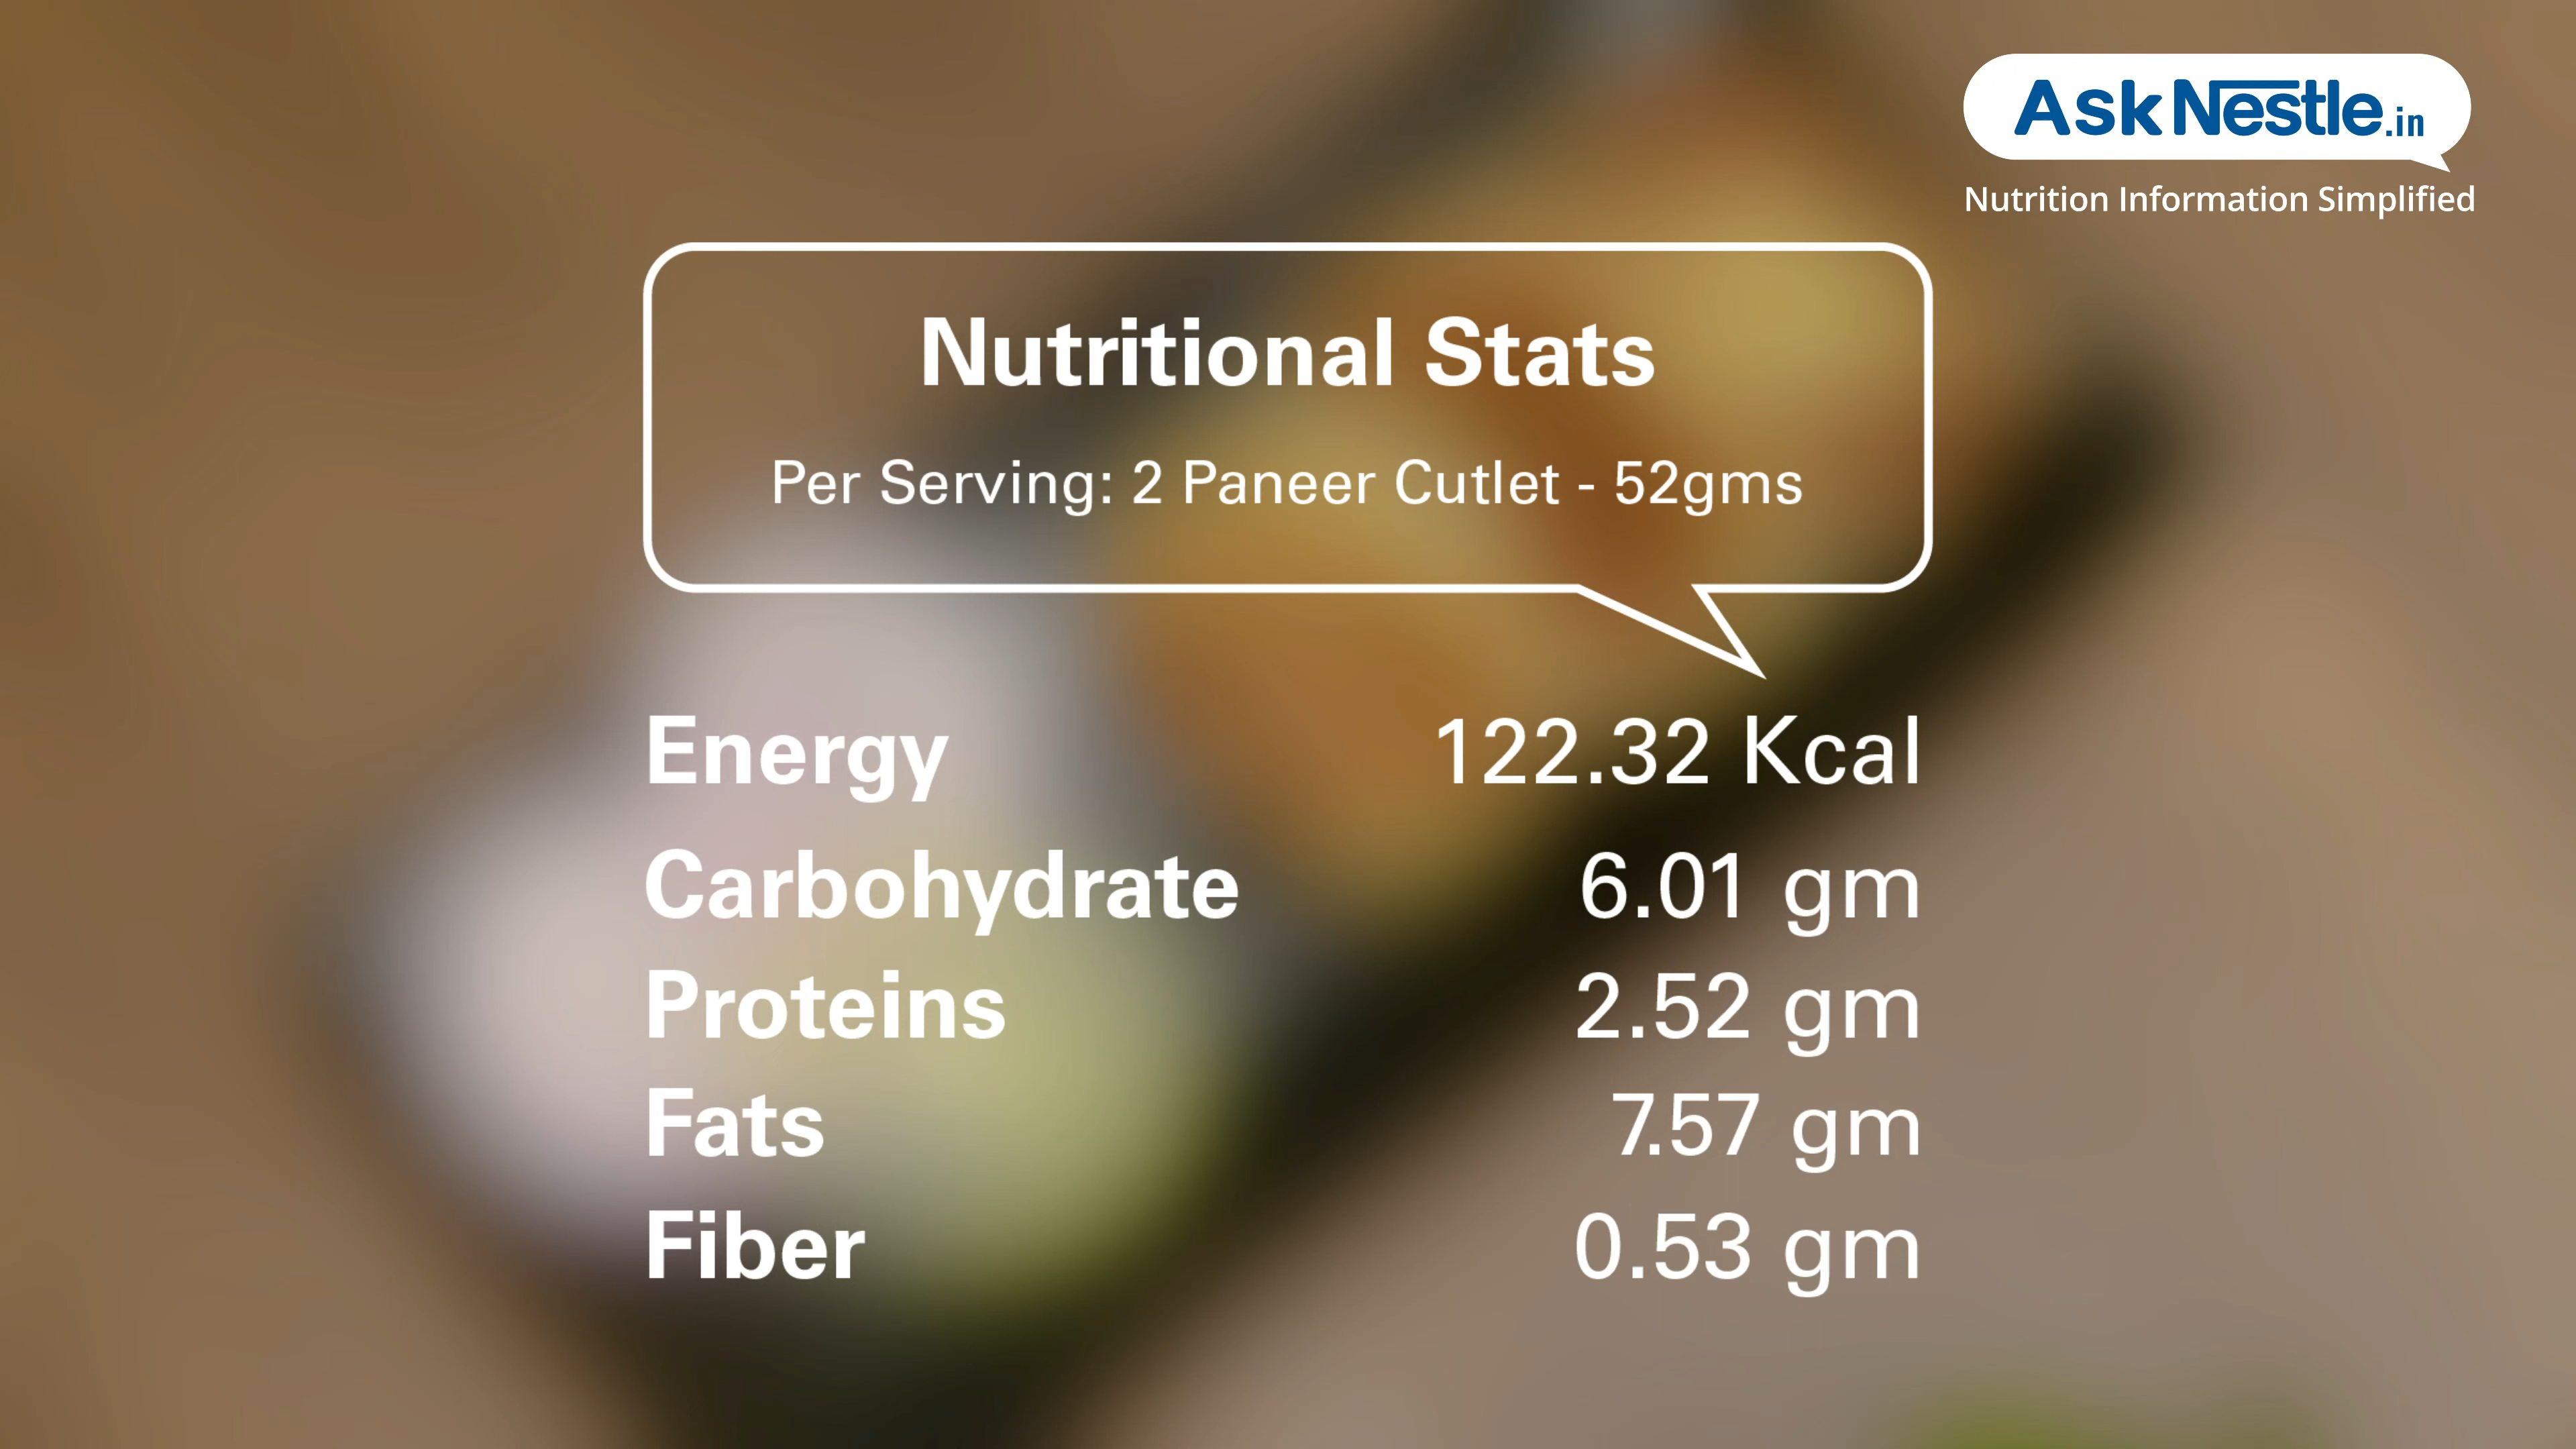 AskNestle.in
Nutrition Information Simplified
Nutritional Stats
Per Serving: 2 Paneer Cutlet - 52gms
Energy 122.32 Kcal
Carbohydrate 6.01 gm
Proteins 2.52 gm
Fats 7.57 gm
Fiber 0.53 gm